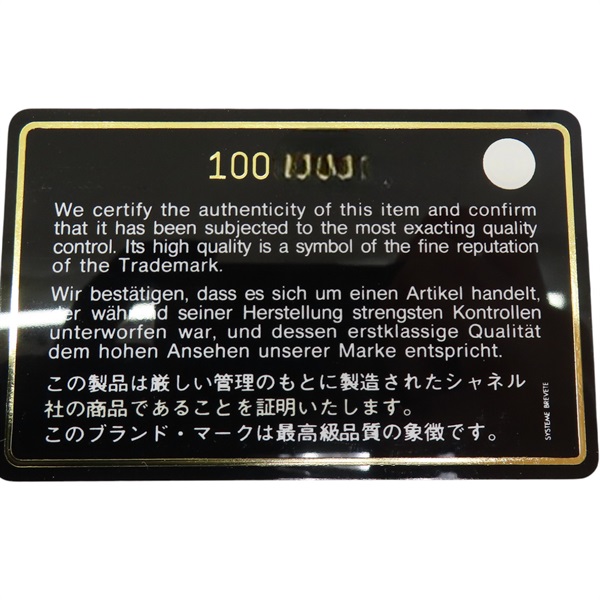 100
We certify the authenticity of this item and confirm
that it has been subjected to the most exacting quality
control. Its high quality is a symbol of the fine reputation
of the Trademark.
Wir bestätigen, dass es sich um einen Artikel handelt,
der während seiner Herstellung strengsten Kontrollen
unterworfen war, und dessen erstklassige Qualität
dem hohen Ansehen unserer Marke entspricht.
この製品は厳しい管理のもとに製造されたシャネル
社の商品であることを証明いたします。
このブランド・マークは最高級品質の象徴です。
SYSTEME BREVETE